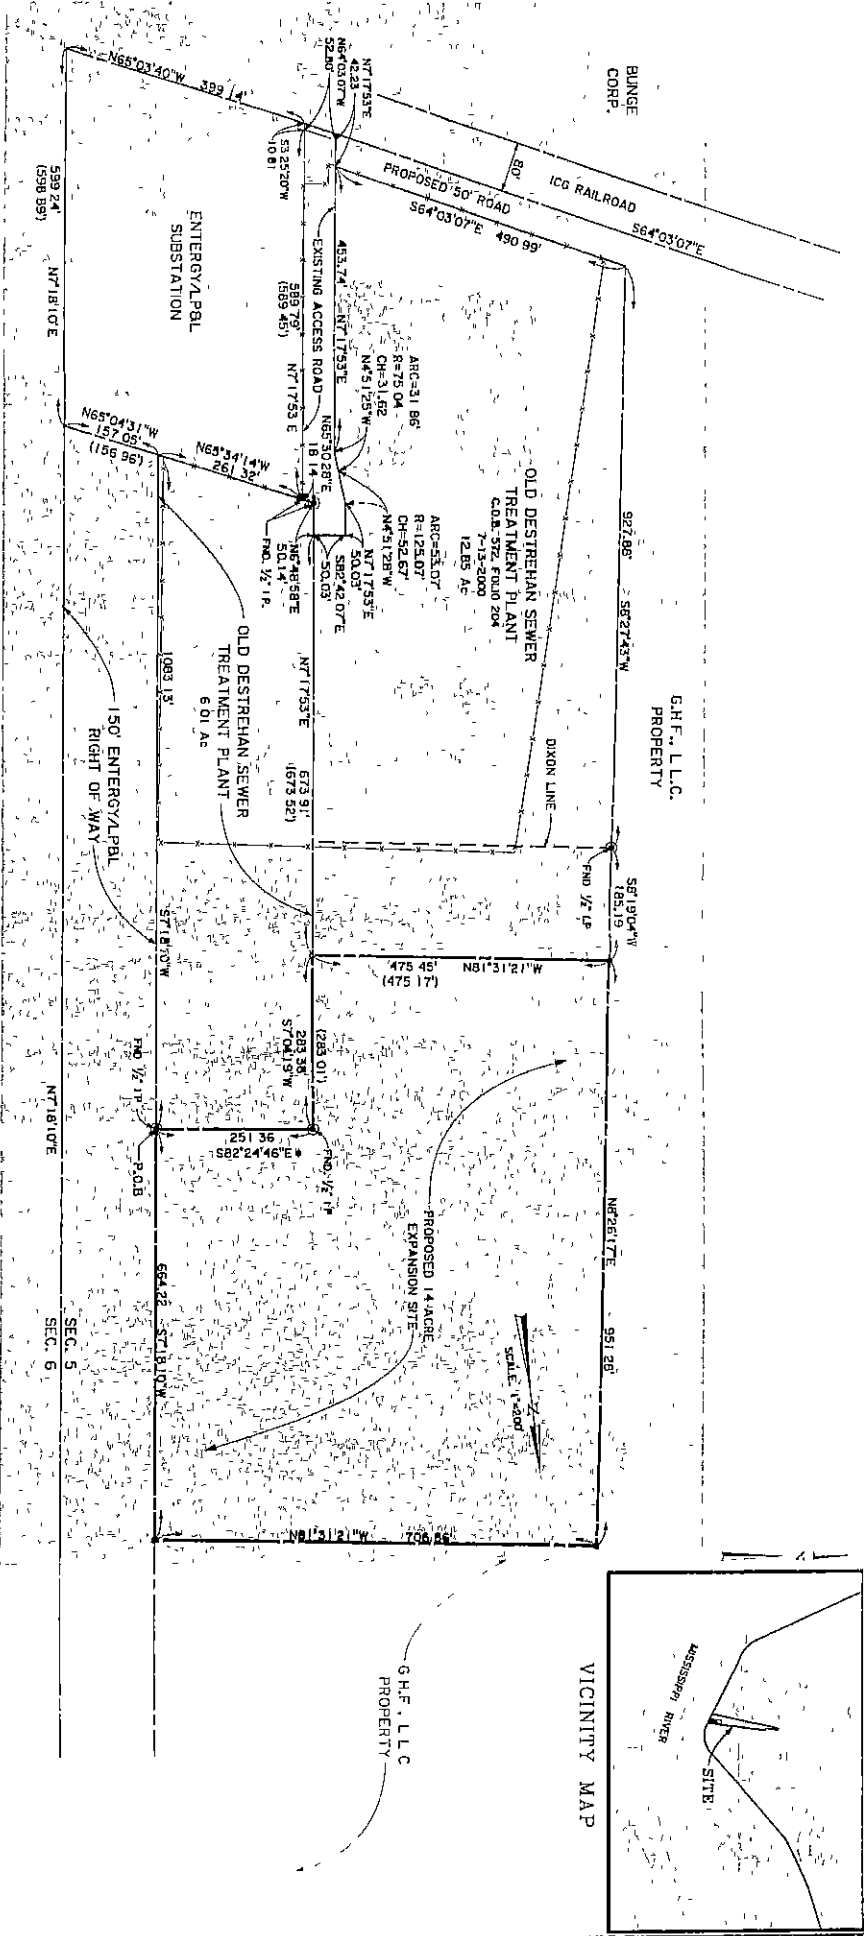 BUNGE
CORP.
80'
ICG RAILROAD
S64°03'07"E
PROPOSED 50' ROAD
S64°03'07"E 490 99'
N7°17'53"E
42.23
N64°03'07"W
52.80'
N65°03'40"W 399 14'
S3 25'20"W
10 81
599 24'
(598 89')
N7°18'10"E
ENTERGY/LP&L
SUBSTATION
EXISTING ACCESS ROAD
589 79'
(589 45')
N7°17'53 E
453.74' N7°17'53"E
ARC=31 86'
R=75 04
CH=31.62
N4°51'25"W
N65°30 28"E
18 14
ARC=53.07'
R=125.07'
CH=52.67'
N4°51'28"W
N7°17'53"E
50.03'
S82°42 07"E
50.03'
N6°48'58"E
50.14'
FND. 1/2" I P.
N65°04'31"W
157 05'
(156 96')
N65°34'14"W
261.32'
OLD DESTREHAN SEWER
TREATMENT PLANT
C.O.B. 572, FOLIO 204
7-13-2000
12.85 Ac
927.88' S8°27'43"W
G.H.F., L L.C.
PROPERTY
DIXON LINE
FND 1/2" I.P
S8°19'04"W
185.19
N7°17'53"E 673 91'
(673 52')
OLD DESTREHAN SEWER
TREATMENT PLANT
6 01 Ac
1083 13'
S7°18'10"W
150' ENTERGY/LP&L
RIGHT OF WAY
475 45' N81°31'21"W
(475 17')
(283 01')
283 38'
S7°04'19"W
FND 1/2" I P
FND. 1/2" I P
251 36
S82°24'46"E
P.O.B
N7°18'10"E
PROPOSED 14-ACRE
EXPANSION SITE
N8°26'17"E 951 28'
SCALE: 1"=200'
664.22 S7°18 10"W
SEC. 5
SEC. 6
N81°31'21"W 706.86'
G H.F., L L C
PROPERTY
VICINITY MAP
MISSISSIPPI RIVER
SITE